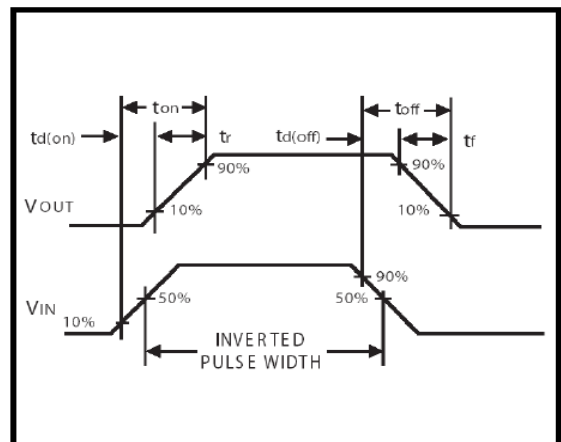 ton toff
td(on) tr td(off) tf
90% 90%
VOUT 10% 10%
90%
VIN 50% 50%
10%
INVERTED
PULSE WIDTH